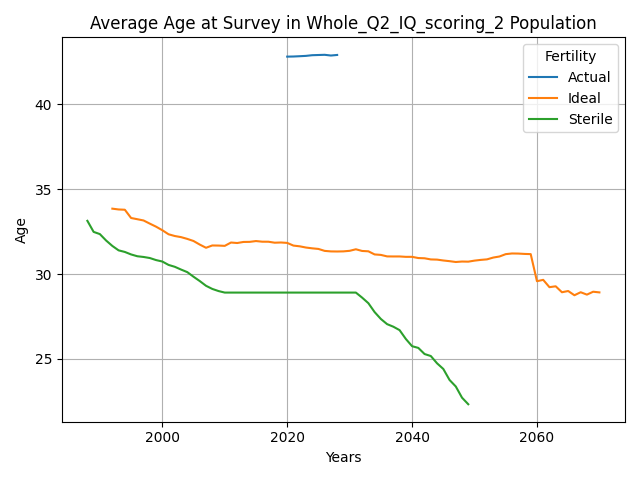 Average Age at Survey in Whole_Q2_IQ_scoring_2 Population
Fertility
Actual
Ideal
Sterile
40
35
30
25
Age
2000
2020
2040
2060
Years